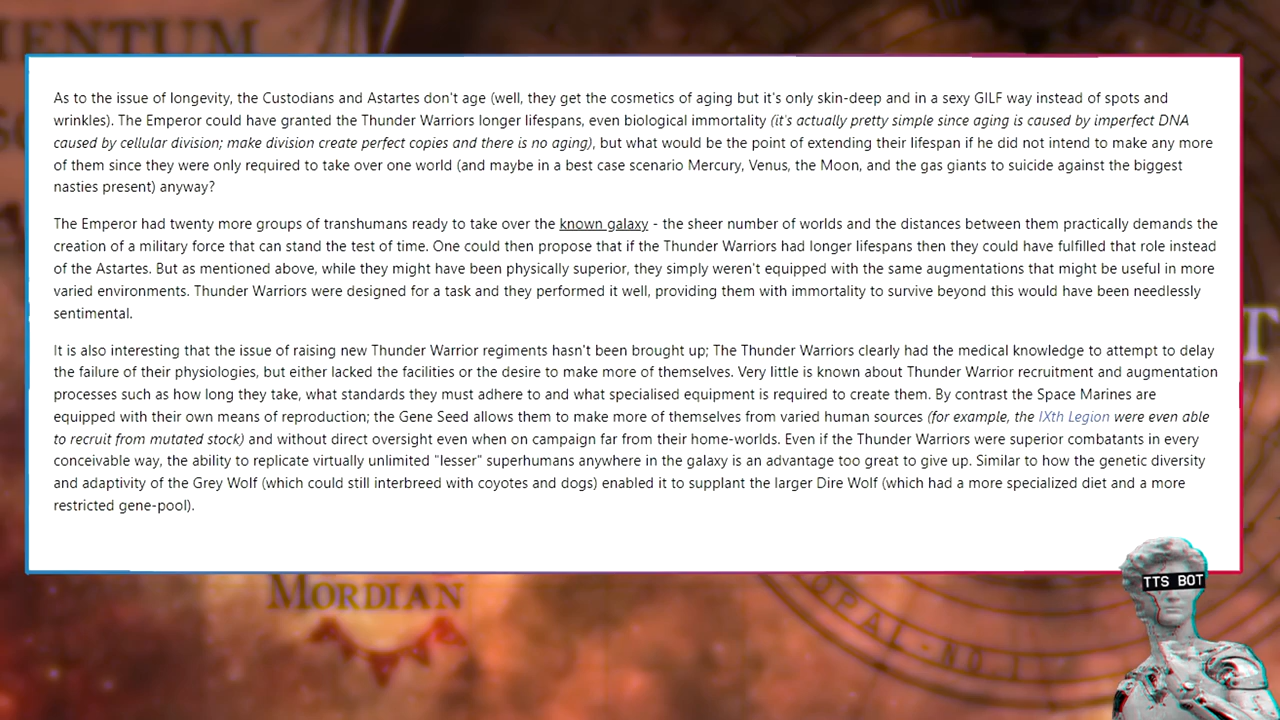 ENTUM
As to the issue of longevity, the Custodians and Astartes don't age (well, they get the cosmetics of aging but it's only skin-deep and in a sexy GILF way instead of spots and
wrinkles). The Emperor could have granted the Thunder Warriors longer lifespans, even biological immortality (it's actually pretty simple since aging is caused by imperfect DNA
caused by cellular division; make division create perfect copies and there is no aging), but what would be the point of extending their lifespan if he did not intend to make any more
of them since they were only required to take over one world (and maybe in a best case scenario Mercury, Venus, the Moon, and the gas giants to suicide against the biggest
nasties present) anyway?
The Emperor had twenty more groups of transhumans ready to take over the known galaxy - the sheer number of worlds and the distances between them practically demands the
creation of a military force that can stand the test of time. One could then propose that if the Thunder Warriors had longer lifespans then they could have fulfilled that role instead
of the Astartes. But as mentioned above, while they might have been physically superior, they simply weren't equipped with the same augmentations that might be useful in more
varied environments. Thunder Warriors were designed for a task and they performed it well, providing them with immortality to survive beyond this would have been needlessly
sentimental.
It is also interesting that the issue of raising new Thunder Warrior regiments hasn't been brought up; The Thunder Warriors clearly had the medical knowledge to attempt to delay
the failure of their physiologies, but either lacked the facilities or the desire to make more of themselves. Very little is known about Thunder Warrior recruitment and augmentation
processes such as how long they take, what standards they must adhere to and what specialised equipment is required to create them. By contrast the Space Marines are
equipped with their own means of reproduction; the Gene Seed allows them to make more of themselves from varied human sources (for example, the IXth Legion were even able
to recruit from mutated stock) and without direct oversight even when on campaign far from their home-worlds. Even if the Thunder Warriors were superior combatants in every
conceivable way, the ability to replicate virtually unlimited "lesser" superhumans anywhere in the galaxy is an advantage too great to give up. Similar to how the genetic diversity
and adaptivity of the Grey Wolf (which could still interbreed with coyotes and dogs) enabled it to supplant the larger Dire Wolf (which had a more specialized diet and a more
restricted gene-pool).
TTS BOT
MORDIAN